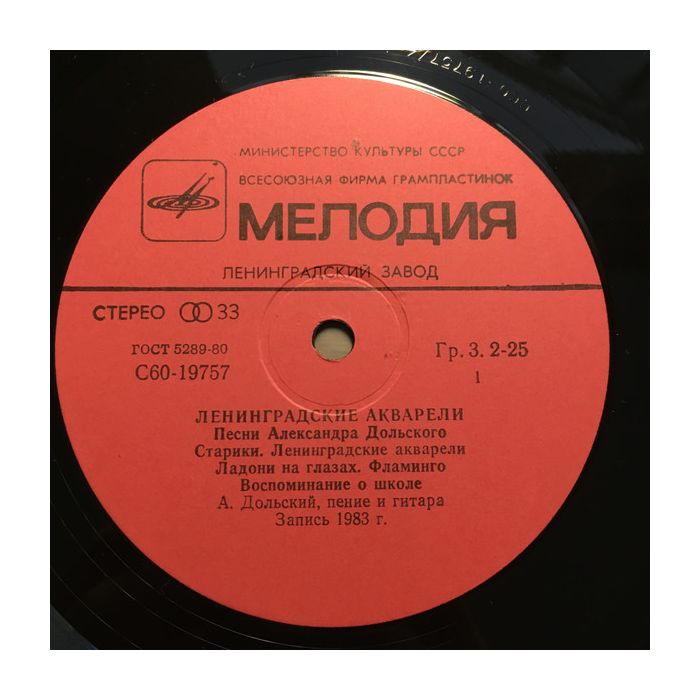 МИНИСТЕРСТВО КУЛЬТУРЫ СССР
ВСЕСОЮЗНАЯ ФИРМА ГРАМПЛАСТИНОК
МЕЛОДИЯ
ЛЕНИНГРАДСКИЙ ЗАВОД
СТЕРЕО 33
ГОСТ 5289-80
Гр. 3. 2-25
С60-19757
1
ЛЕНИНГРАДСКИЕ АКВАРЕЛИ
Песни Александра Дольского
Старики. Ленинградские акварели
Ладони на глазах. Фламинго
Воспоминание о школе
А. Дольский, пение и гитара
Запись 1983 г.